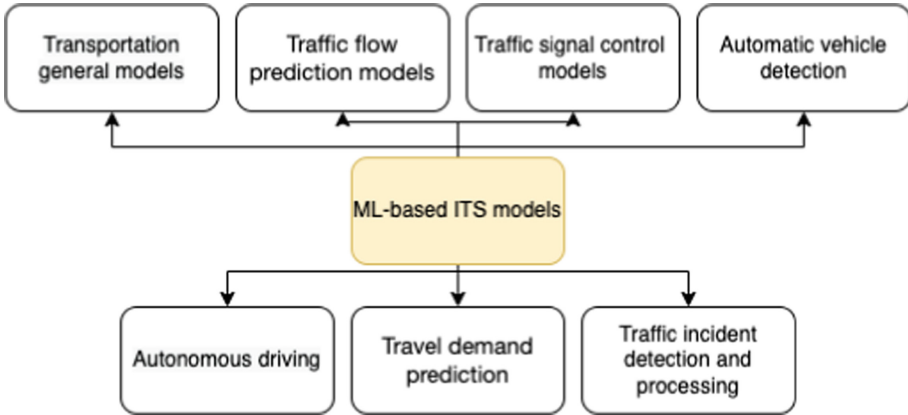 Transportation
general models
Traffic flow
prediction models
Traffic signal control
models
Automatic vehicle
detection
ML-based ITS models
Autonomous driving
Travel demand
prediction
Traffic incident
detection and
processing